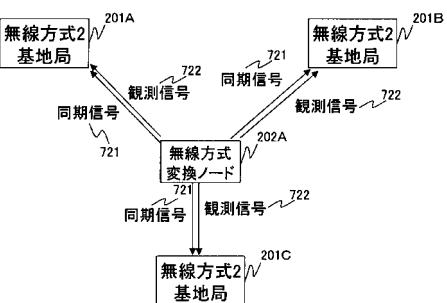 201A
無線方式2
基地局
201B
無線方式2
基地局
722
観測信号
721
同期信号
同期信号
721
観測信号
722
無線方式
変換ノード
202A
721
同期信号
観測信号
722
201C
無線方式2
基地局